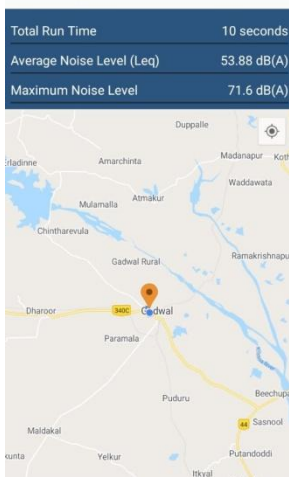 Total Run Time 10 seconds
Average Noise Level (Leq) 53.88 dB(A)
Maximum Noise Level 71.6 dB(A)
Duppalle
Madanapur
Amarchinta
Waddawata
Atmakur
Mulamalla
Chintharevula
Gadwal Rural
Ramakrishnapu
Dharoor 340C Gadwal
Paramala
Puduru
Beechup
44 Sasnool
Maldakal
Putandoddi
kunta Yelkur
Itkyal